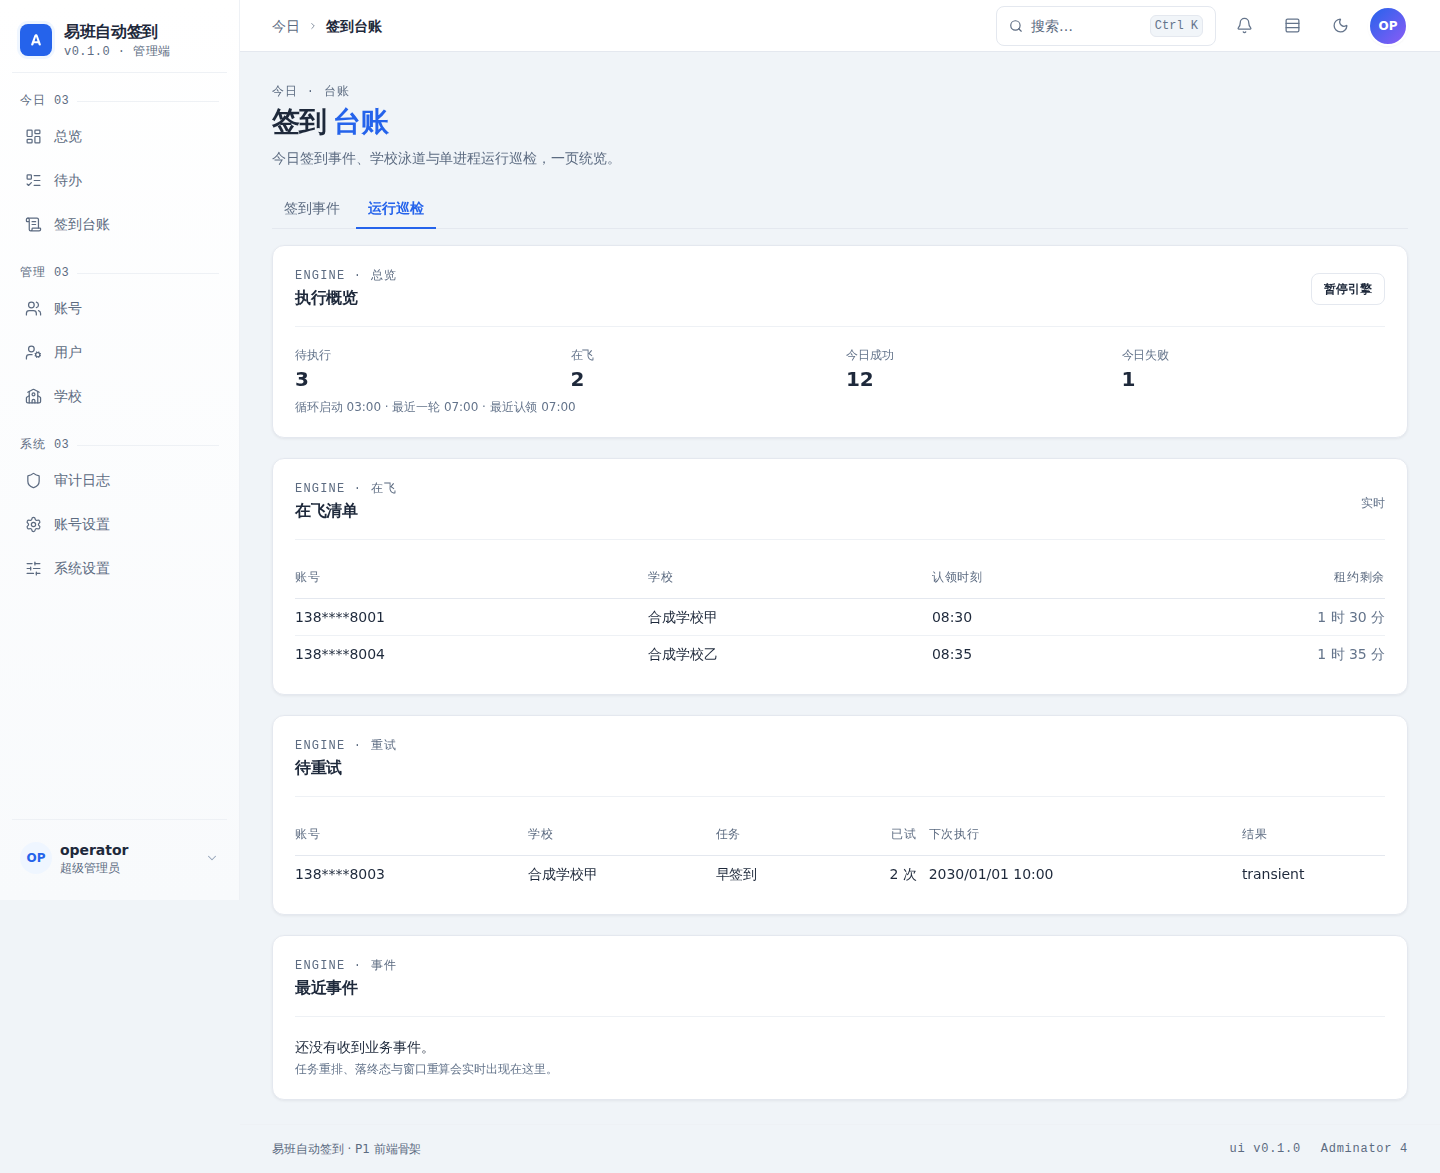 A
易班自动签到
v0.1.0 · 管理端
今日 03
总览
待办
签到台账
管理 03
账号
用户
学校
系统 03
审计日志
账号设置
系统设置
OP
operator
超级管理员
今日 › 签到台账
搜索… Ctrl K
OP
今日 · 台账
签到 台账
今日签到事件、学校泳道与单进程运行巡检，一页统览。
签到事件 运行巡检
ENGINE · 总览
执行概览
暂停引擎
待执行 在飞 今日成功 今日失败
3 2 12 1
循环启动 03:00 · 最近一轮 07:00 · 最近认领 07:00
ENGINE · 在飞
在飞清单
实时
账号 学校 认领时刻 租约剩余
138****8001 合成学校甲 08:30 1 时 30 分
138****8004 合成学校乙 08:35 1 时 35 分
ENGINE · 重试
待重试
账号 学校 任务 已试 下次执行 结果
138****8003 合成学校甲 早签到 2 次 2030/01/01 10:00 transient
ENGINE · 事件
最近事件
还没有收到业务事件。
任务重排、落终态与窗口重算会实时出现在这里。
易班自动签到 · P1 前端骨架
ui v0.1.0 Adminator 4